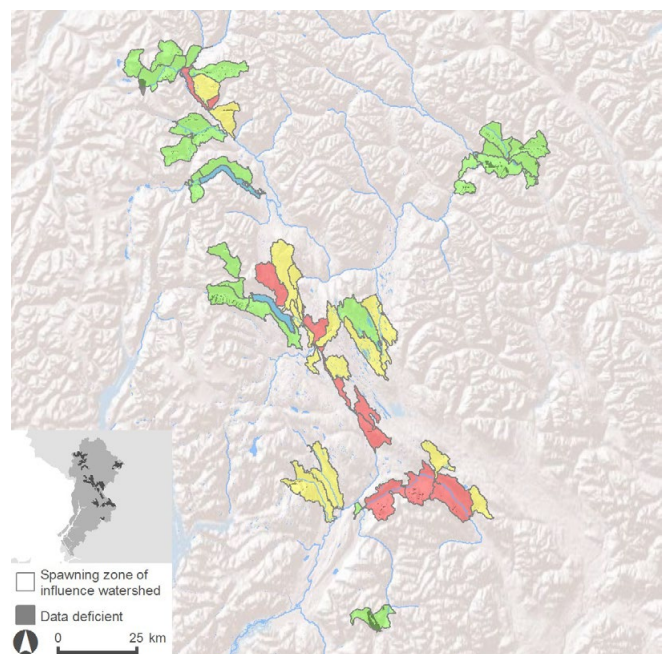 Spawning zone of
influence watershed
Data deficient
0 25 km